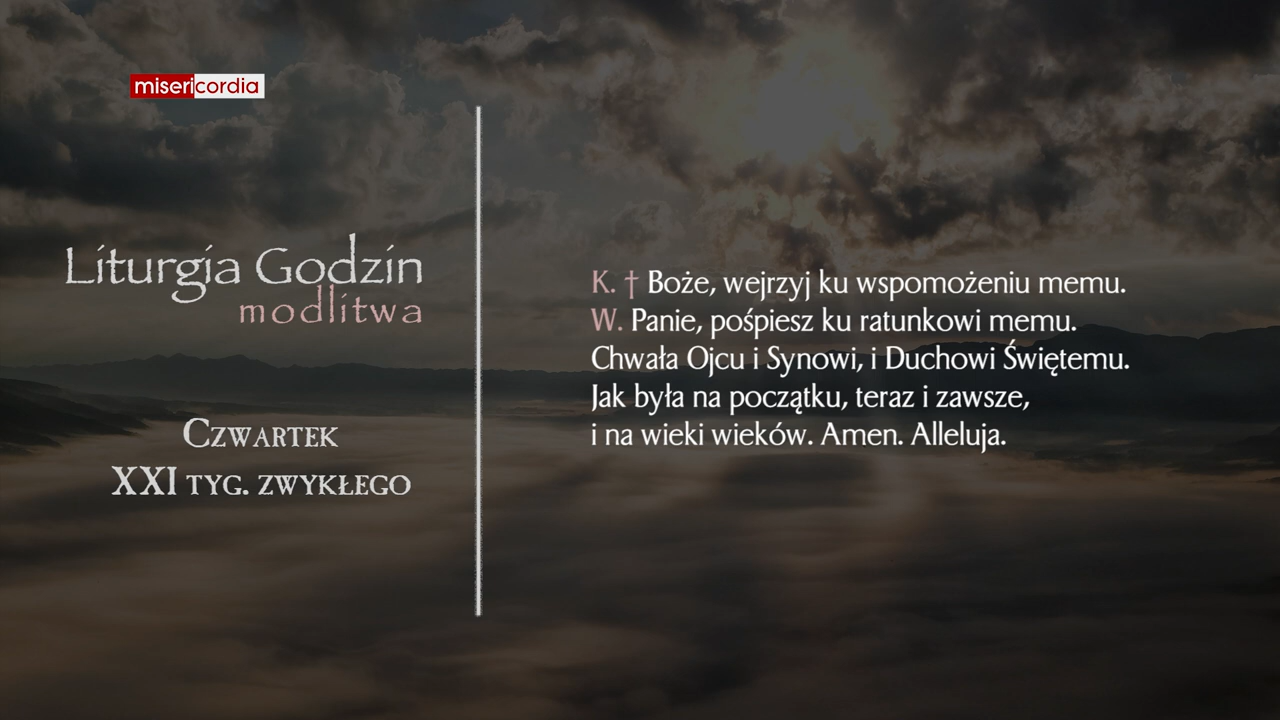 misericordia
Liturgia Godzin
modlitwa
Czwartek
XXI tyg. zwykłego
K. † Boże, wejrzyj ku wspomożeniu memu.
W. Panie, pośpiesz ku ratunkowi memu.
Chwała Ojcu i Synowi, i Duchowi Świętemu.
Jak była na początku, teraz i zawsze,
i na wieki wieków. Amen. Alleluja.